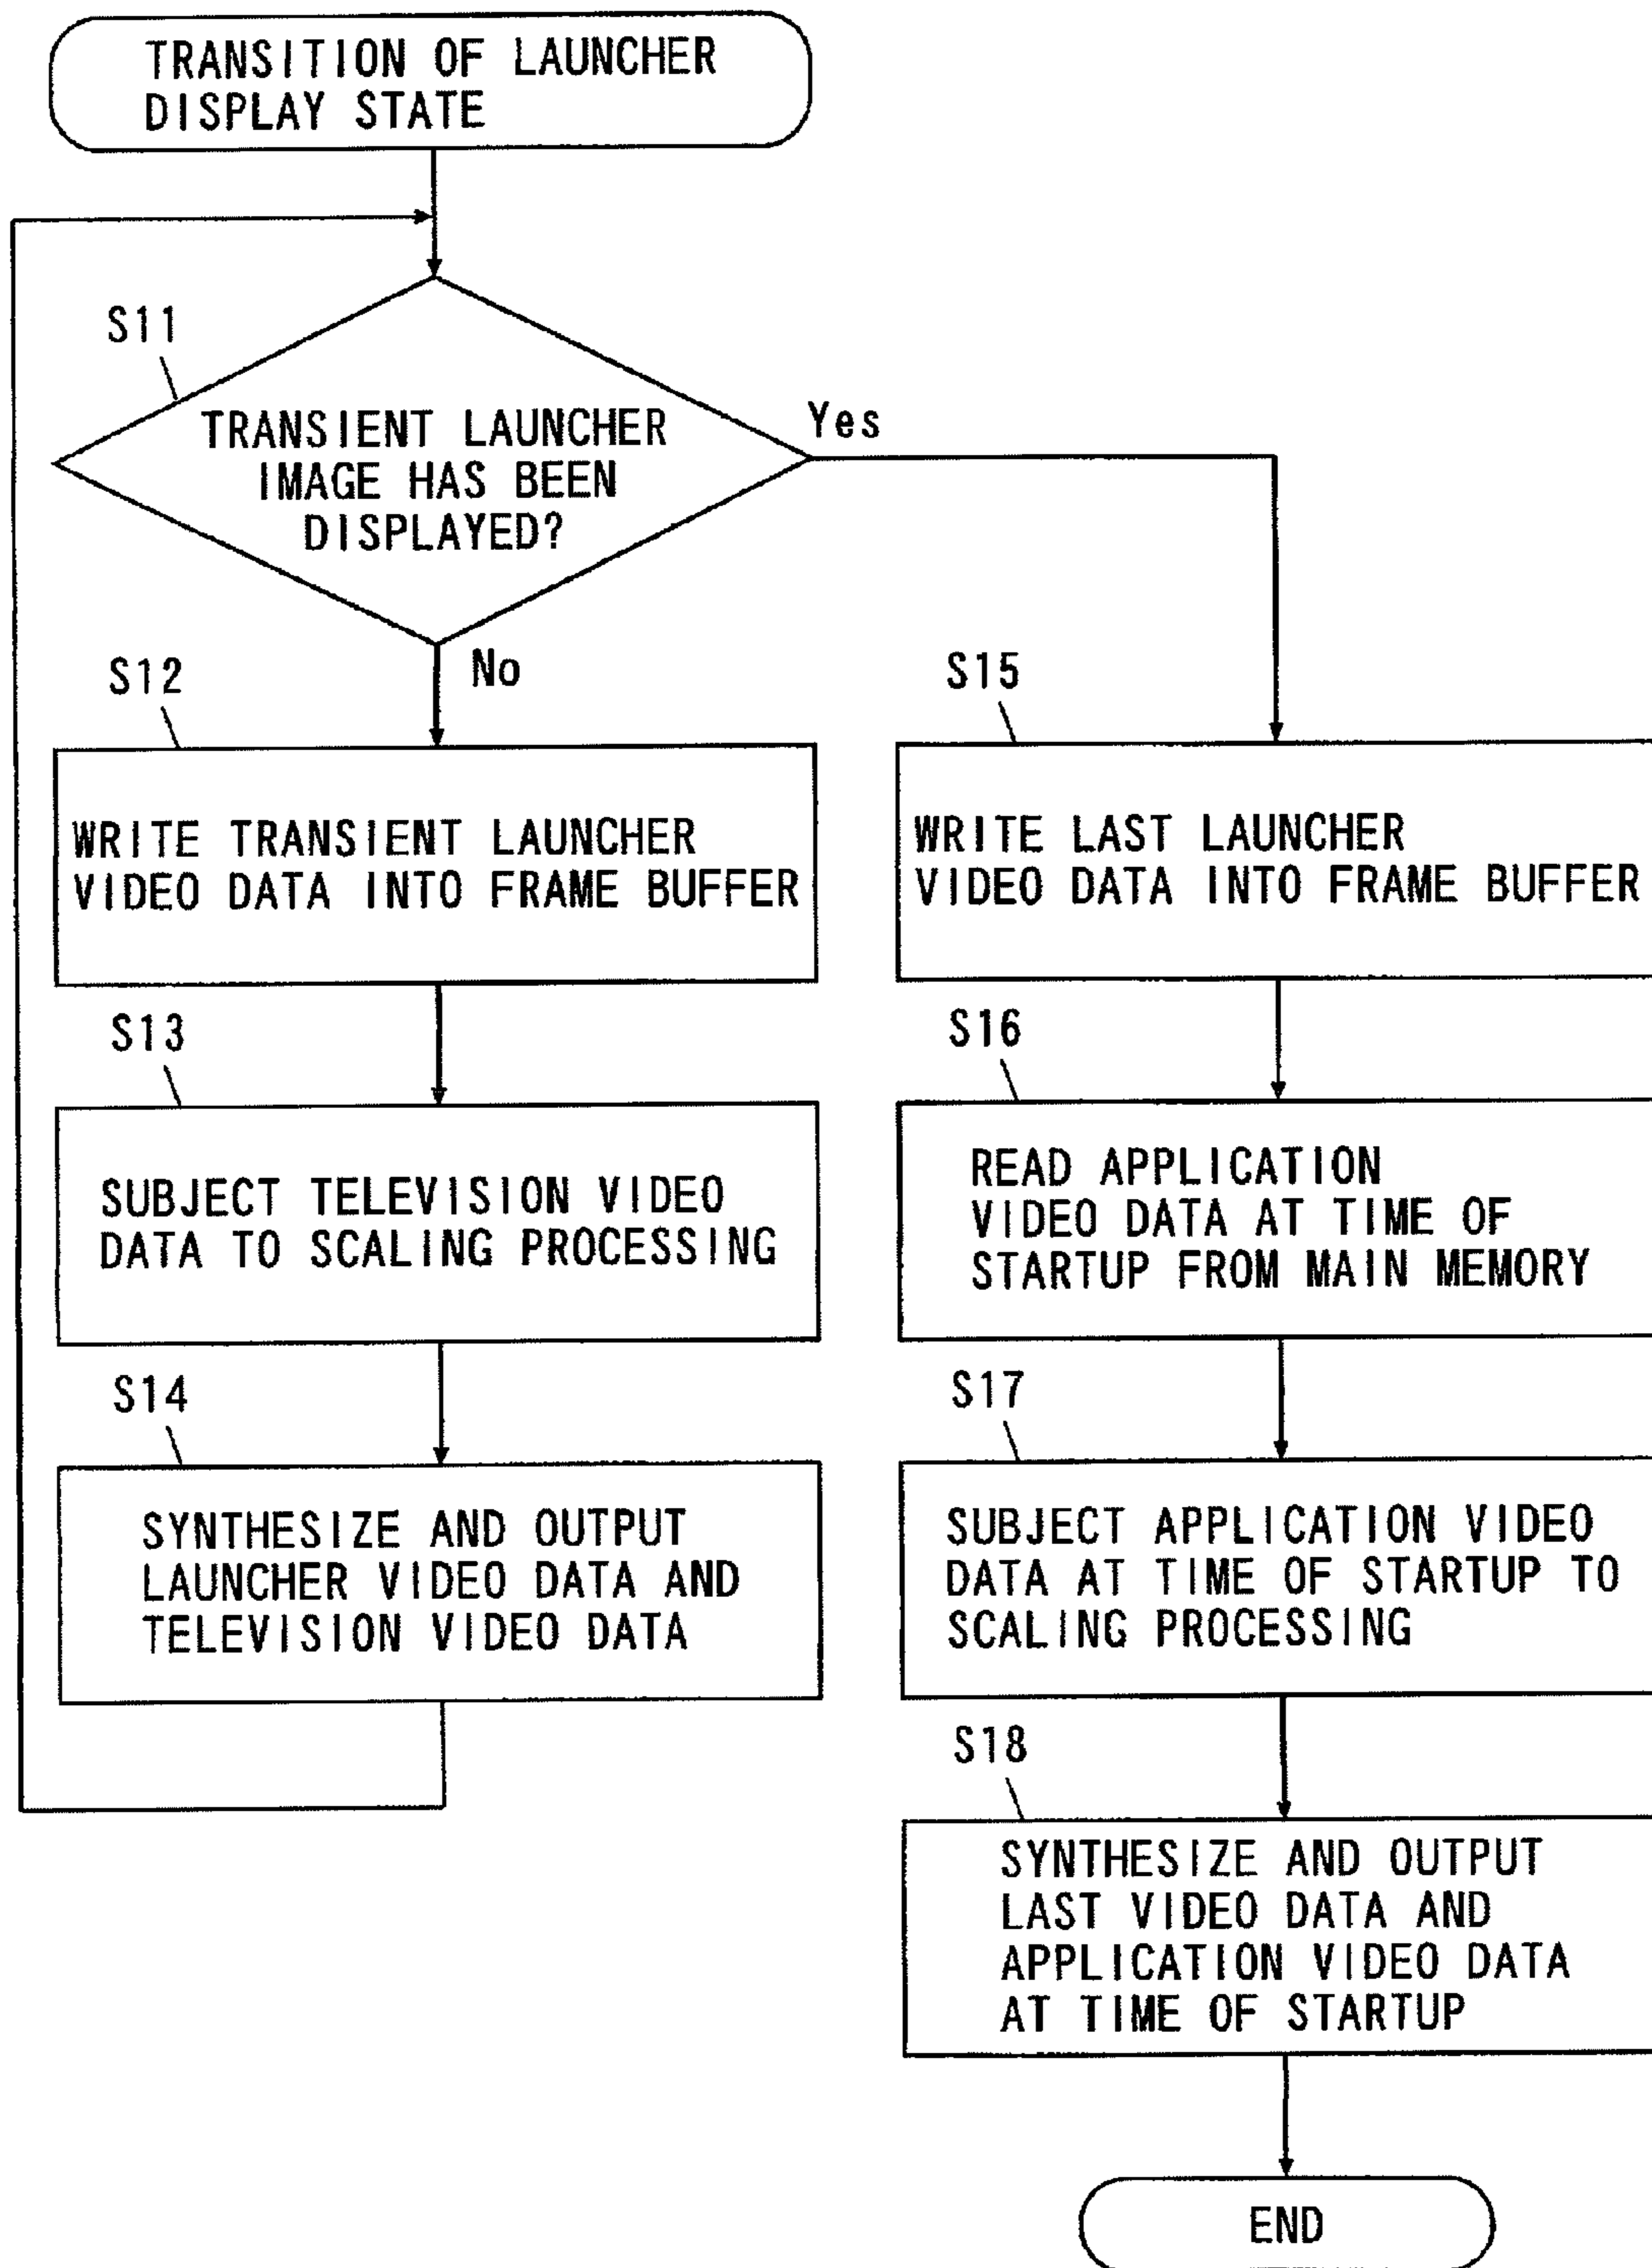 TRANSITION OF LAUNCHER
DISPLAY STATE
S11
TRANSIENT LAUNCHER
IMAGE HAS BEEN
DISPLAYED?
Yes
No
S12
WRITE TRANSIENT LAUNCHER
VIDEO DATA INTO FRAME BUFFER
S13
SUBJECT TELEVISION VIDEO
DATA TO SCALING PROCESSING
S14
SYNTHESIZE AND OUTPUT
LAUNCHER VIDEO DATA AND
TELEVISION VIDEO DATA
S15
WRITE LAST LAUNCHER
VIDEO DATA INTO FRAME BUFFER
S16
READ APPLICATION
VIDEO DATA AT TIME OF
STARTUP FROM MAIN MEMORY
S17
SUBJECT APPLICATION VIDEO
DATA AT TIME OF STARTUP TO
SCALING PROCESSING
S18
SYNTHESIZE AND OUTPUT
LAST VIDEO DATA AND
APPLICATION VIDEO DATA
AT TIME OF STARTUP
END